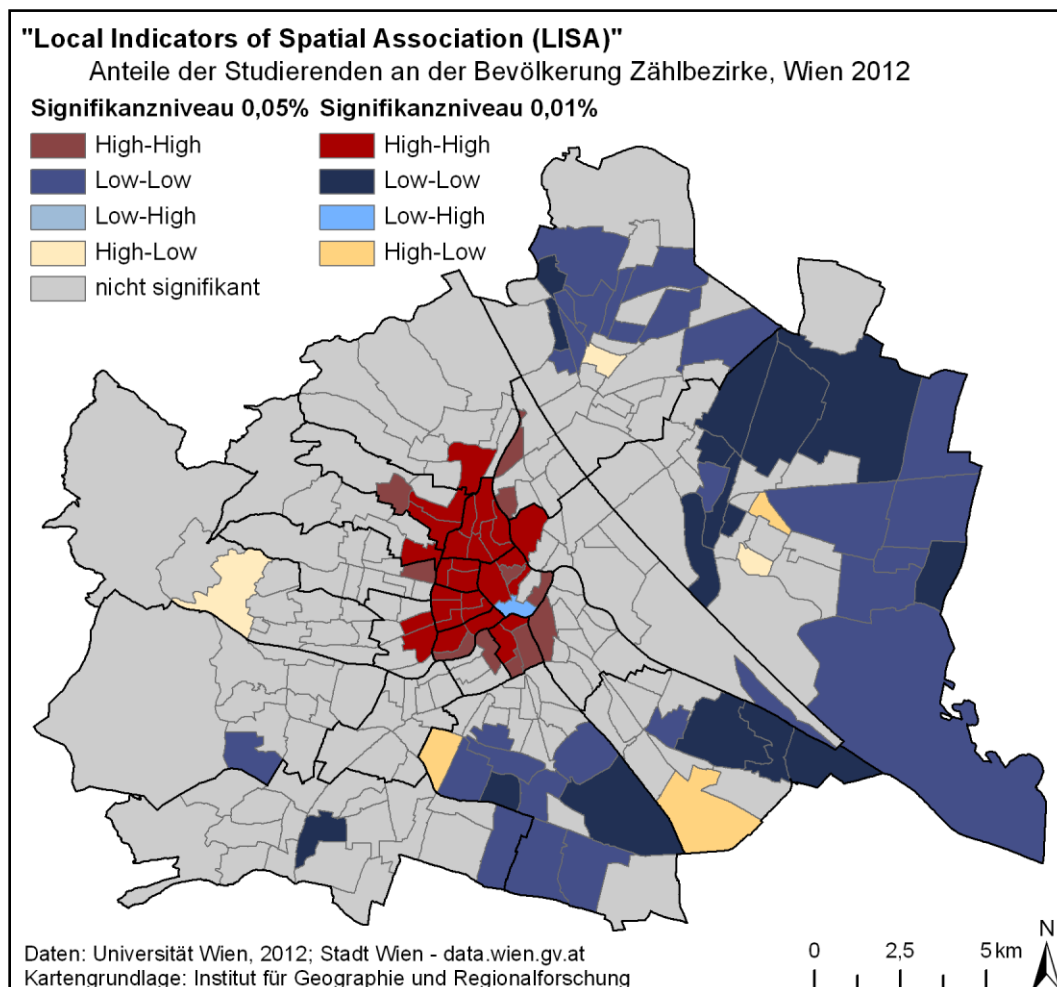 "Local Indicators of Spatial Association (LISA)"
Anteile der Studierenden an der Bevölkerung Zählbezirke, Wien 2012
Signifikanzniveau 0,05% Signifikanzniveau 0,01%
High-High High-High
Low-Low Low-Low
Low-High Low-High
High-Low High-Low
nicht signifikant
Daten: Universität Wien, 2012; Stadt Wien - data.wien.gv.at
Kartengrundlage: Institut für Geographie und Regionalforschung
0 2,5 5 km
N